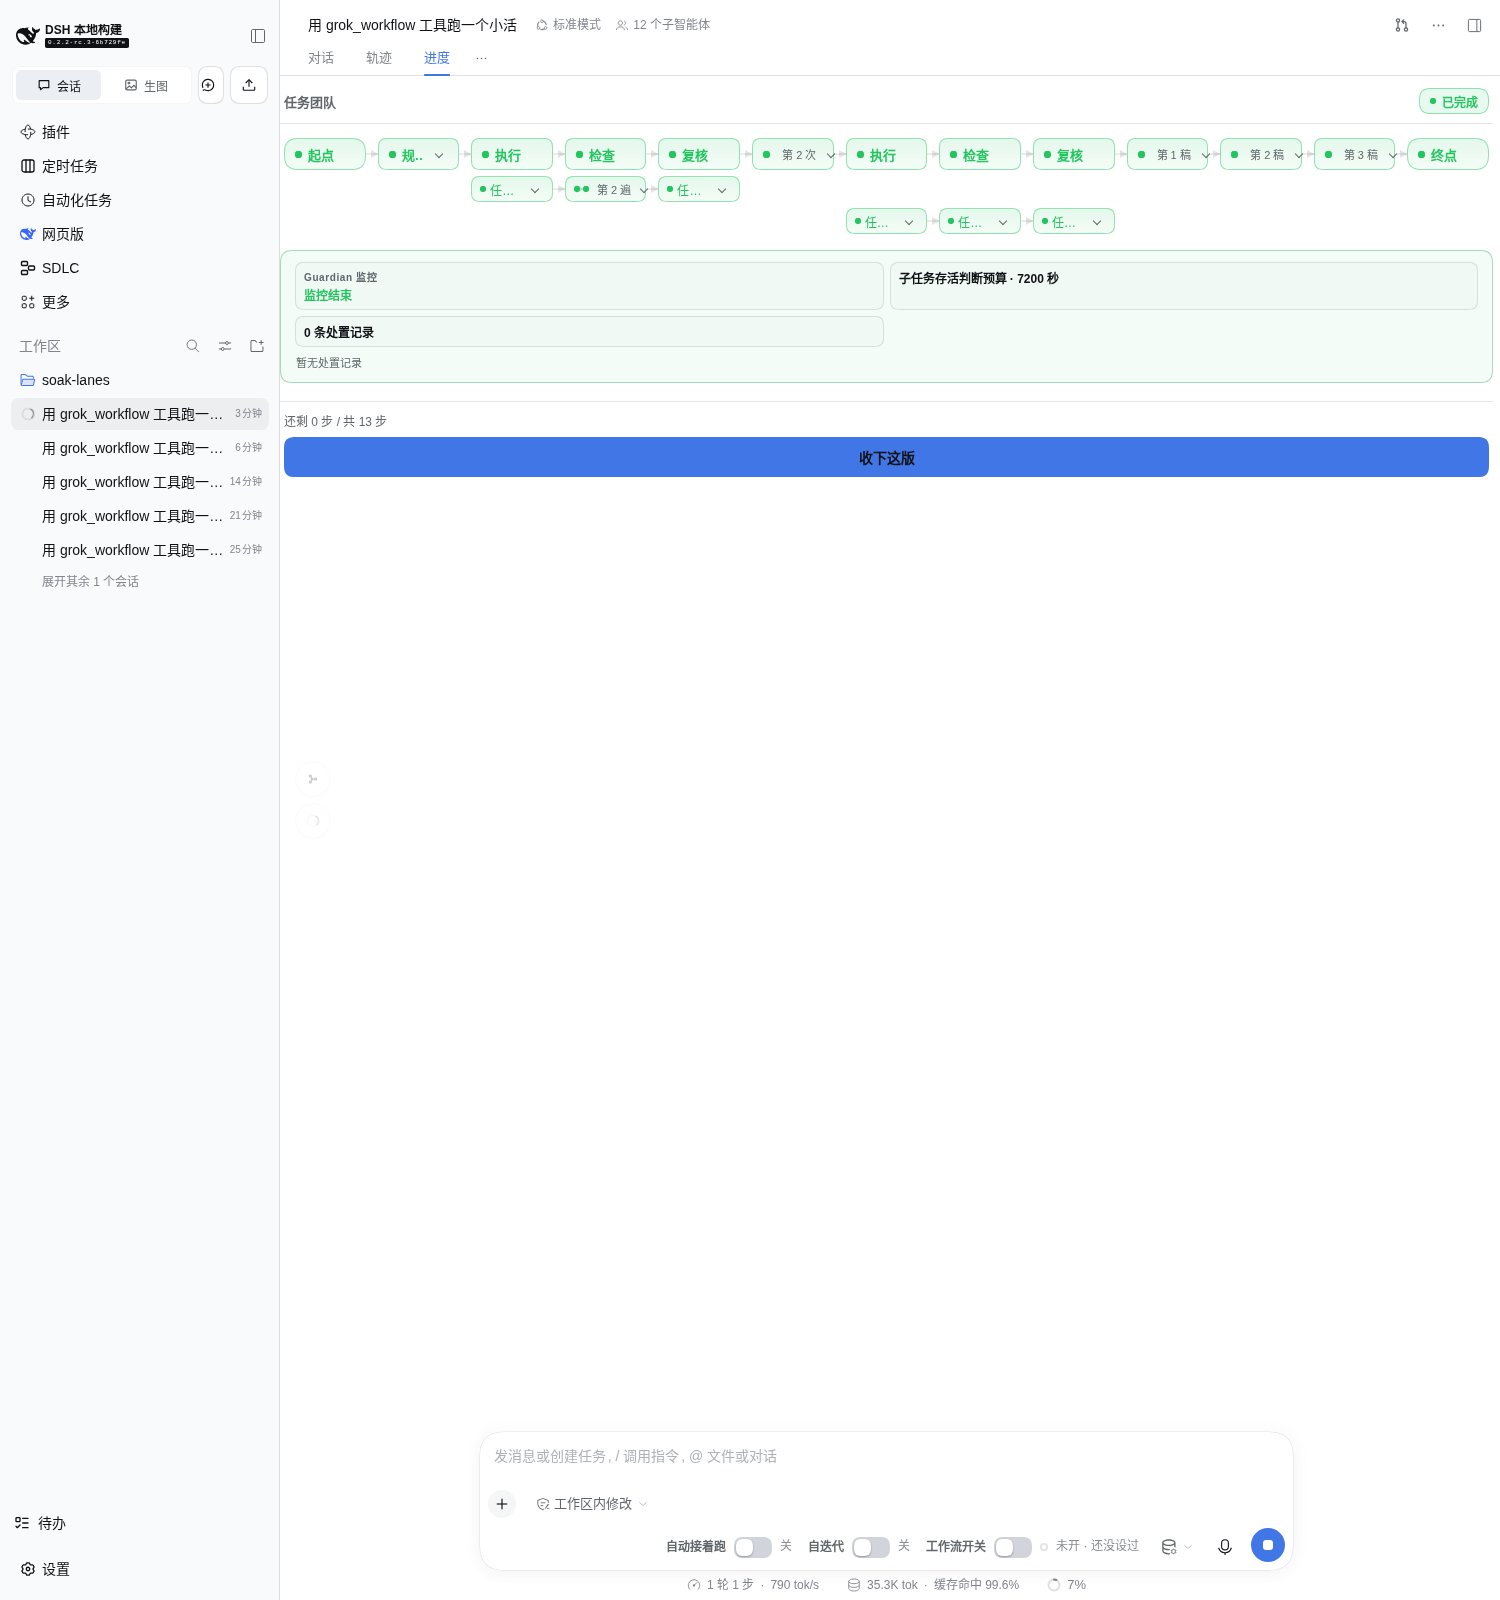 DSH 本地构建
0.2.2-rc.3-6b729fe
会话
生图
插件
定时任务
自动化任务
网页版
SDLC
更多
工作区
soak-lanes
用 grok_workflow 工具跑一… 3分钟
用 grok_workflow 工具跑一… 6分钟
用 grok_workflow 工具跑一… 14分钟
用 grok_workflow 工具跑一… 21分钟
用 grok_workflow 工具跑一… 25分钟
展开其余 1 个会话
待办
设置
用 grok_workflow 工具跑一个小活 标准模式 12 个子智能体
对话 轨迹 进度 …
任务团队 已完成
起点 规.. 执行 检查 复核 第 2 次 执行 检查 复核 第 1 稿 第 2 稿 第 3 稿 终点
任… 第 2 遍 任…
任… 任… 任…
Guardian 监控
监控结束
子任务存活判断预算 · 7200 秒
0 条处置记录
暂无处置记录
还剩 0 步 / 共 13 步
收下这版
发消息或创建任务, / 调用指令, @ 文件或对话
工作区内修改
自动接着跑 关 自迭代 关 工作流开关 未开 · 还没设过
1 轮 1 步 · 790 tok/s 35.3K tok · 缓存命中 99.6% 7%